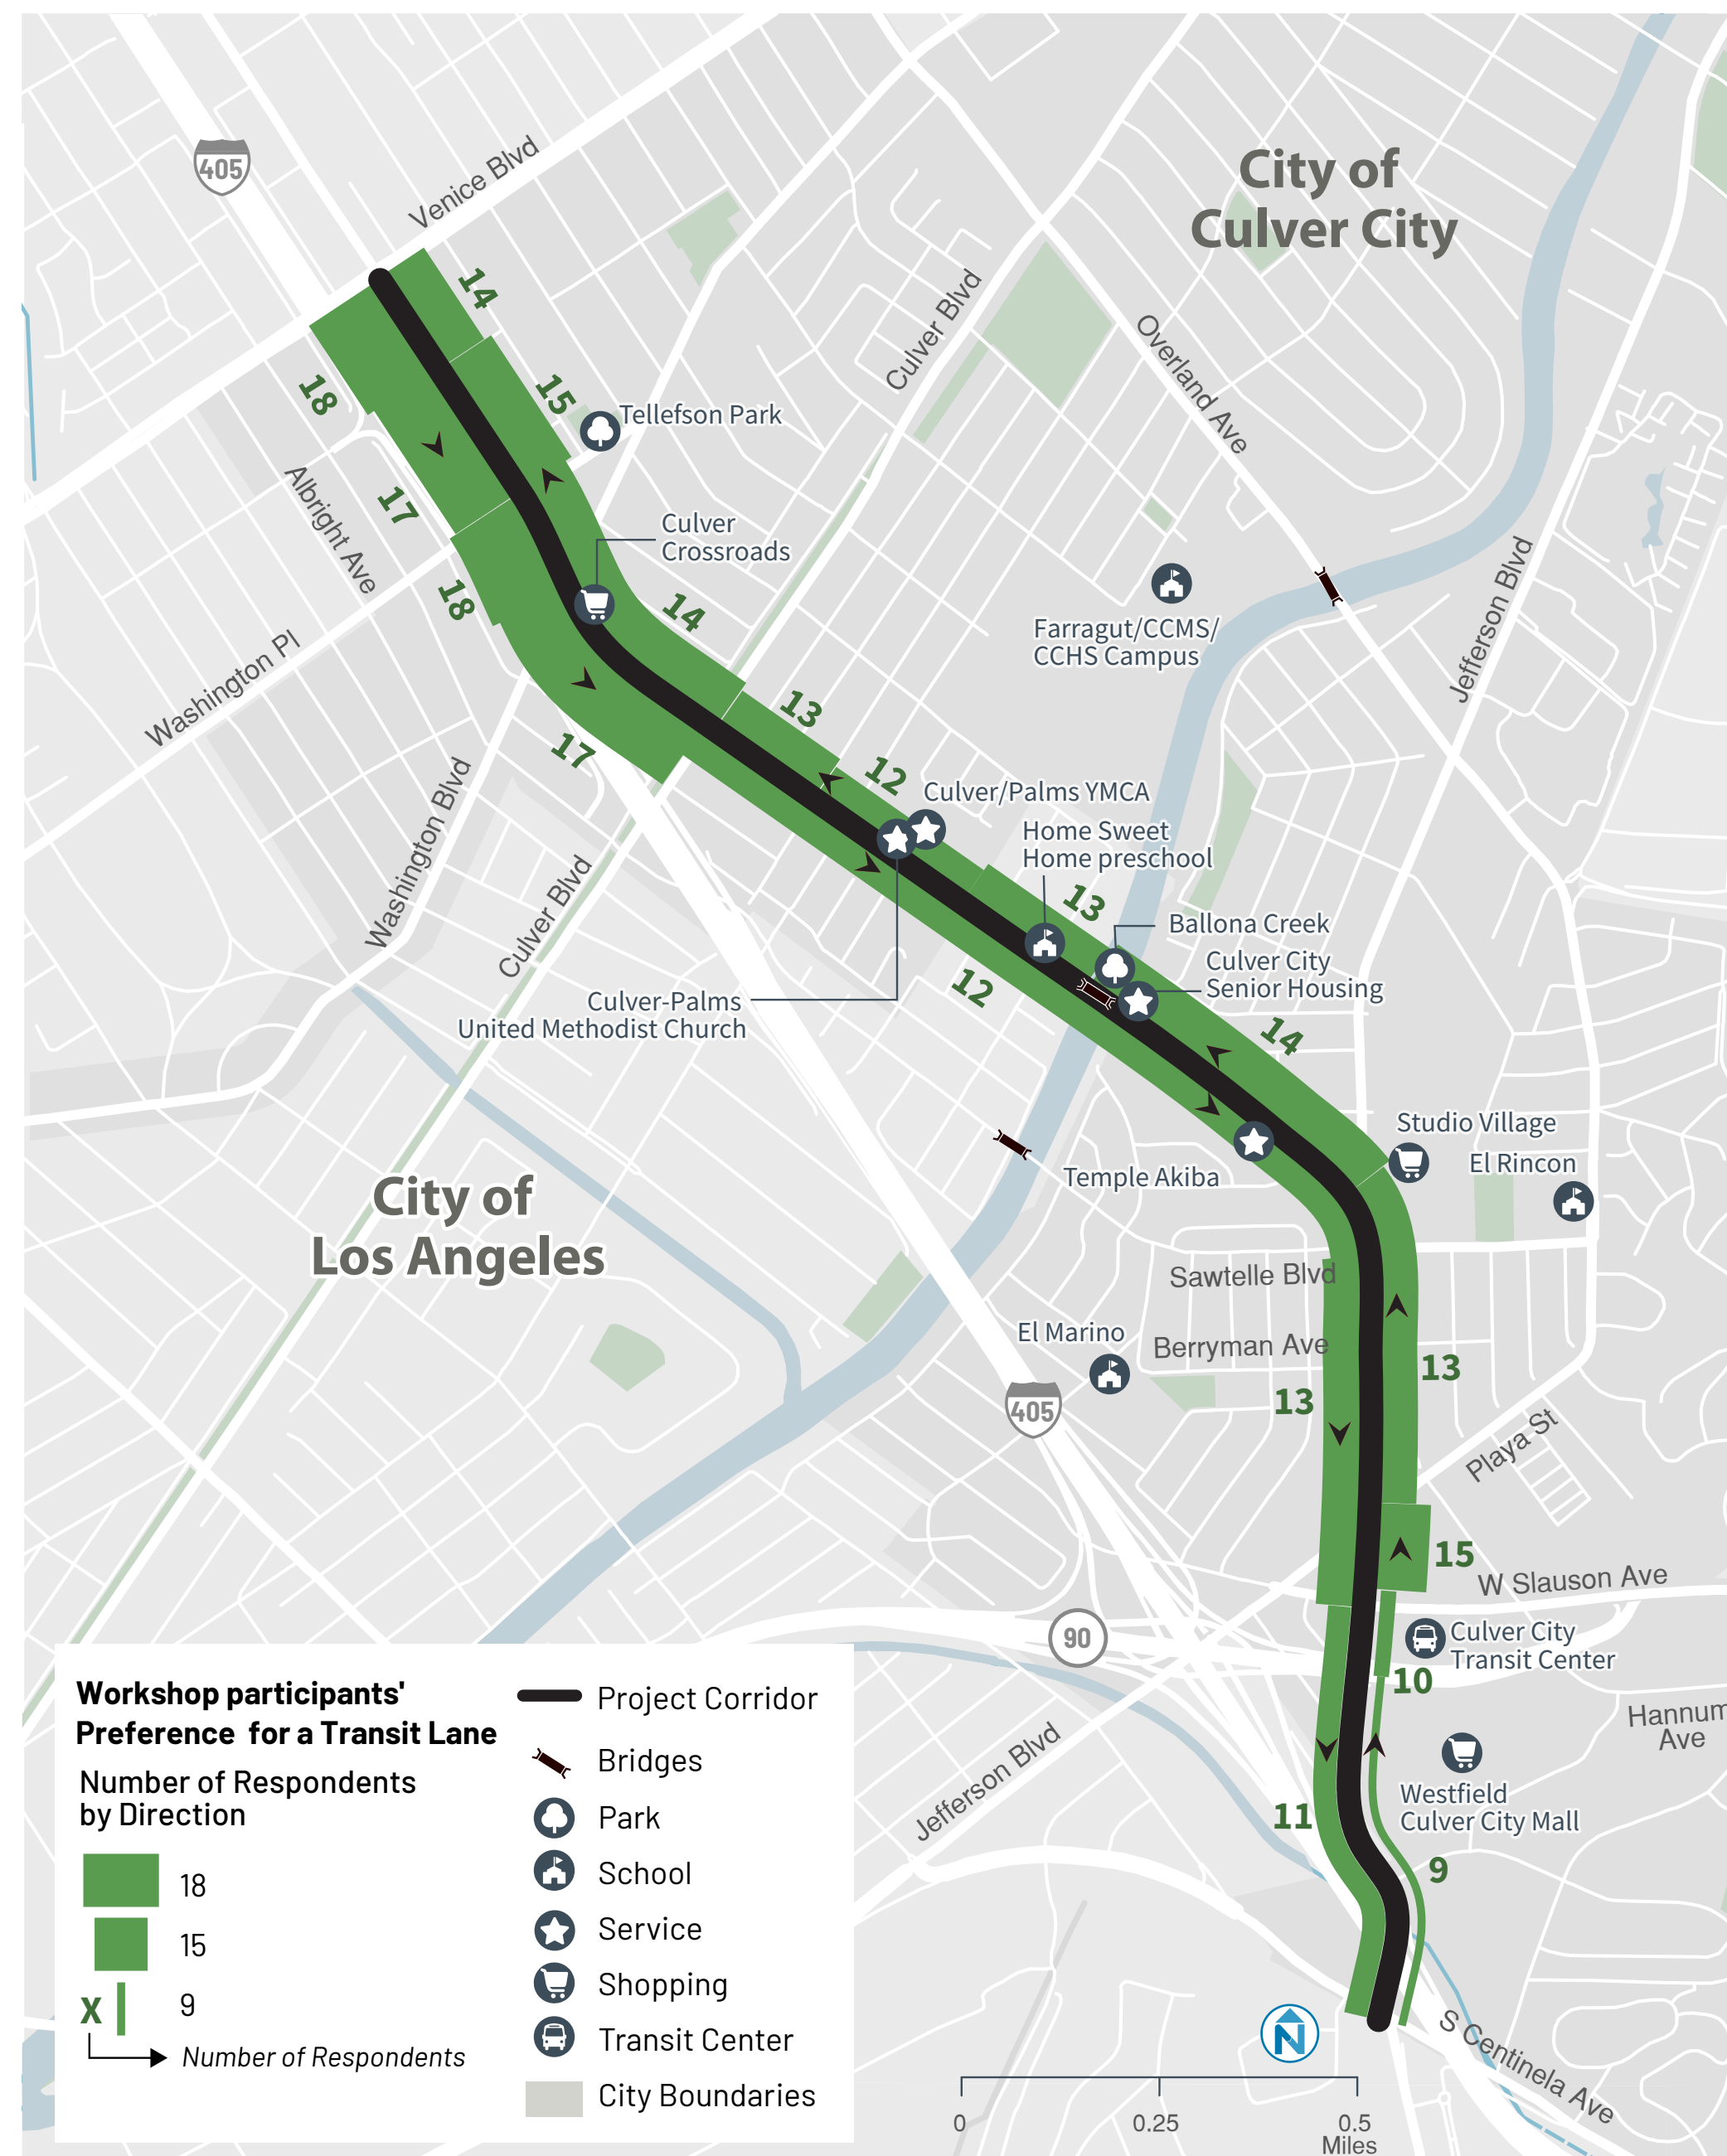 City of
Culver City
405
Venice Blvd
14
Culver Blvd
Overland Ave
18
15
Tellefson Park
17
Albright Ave
Culver
Crossroads
18
14
Farragut/CCMS/
CCHS Campus
Jefferson Blvd
Washington Pl
13
17
12
Culver/Palms YMCA
Washington Blvd
Home Sweet
Home preschool
Culver Blvd
13
Ballona Creek
Culver City
Senior Housing
12
Culver-Palms
United Methodist Church
14
Studio Village
El Rincon
Temple Akiba
City of
Los Angeles
Sawtelle Blvd
El Marino
Berryman Ave
13
13
405
Playa St
15
W Slauson Ave
90
Culver City
Transit Center
10
Hannum
Ave
Jefferson Blvd
Westfield
Culver City Mall
11
9
S Centinela Ave
N
0
0.25
0.5
Miles
Workshop participants'
Preference for a Transit Lane
Number of Respondents
by Direction
18
15
X
9
Number of Respondents
Project Corridor
Bridges
Park
School
Service
Shopping
Transit Center
City Boundaries